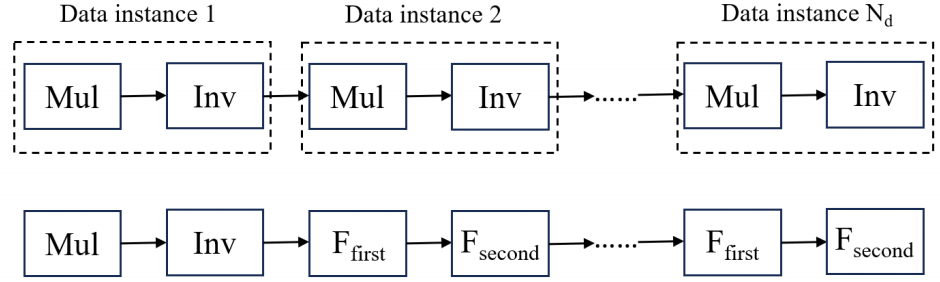 Data instance 1 Data instance 2 Data instance N_d
Mul Inv Mul Inv ...... Mul Inv
Mul Inv F_first F_second ...... F_first F_second